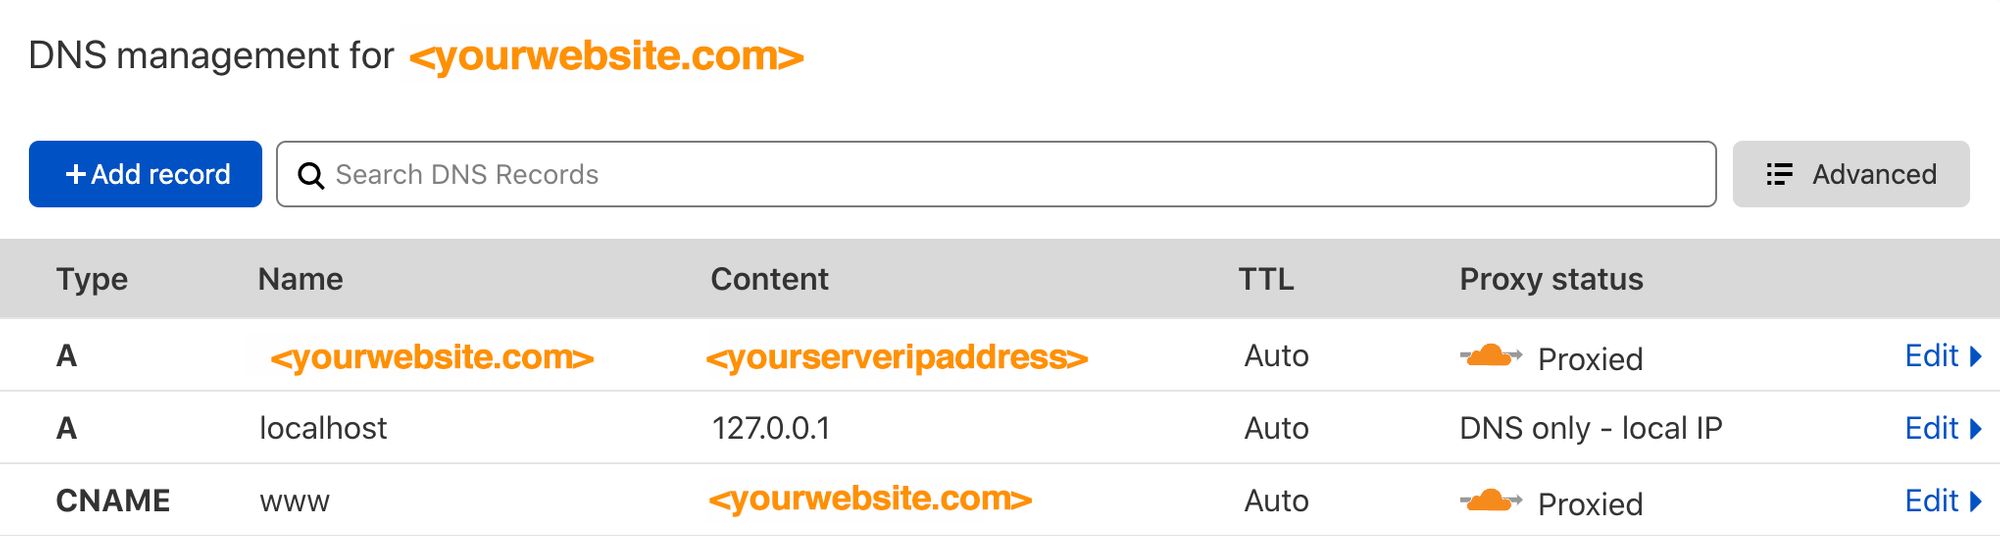 DNS management for <yourwebsite.com>
+ Add record Search DNS Records Advanced
Type Name Content TTL Proxy status
A <yourwebsite.com> <yourserveripaddress> Auto Proxied Edit
A localhost 127.0.0.1 Auto DNS only - local IP Edit
CNAME www <yourwebsite.com> Auto Proxied Edit